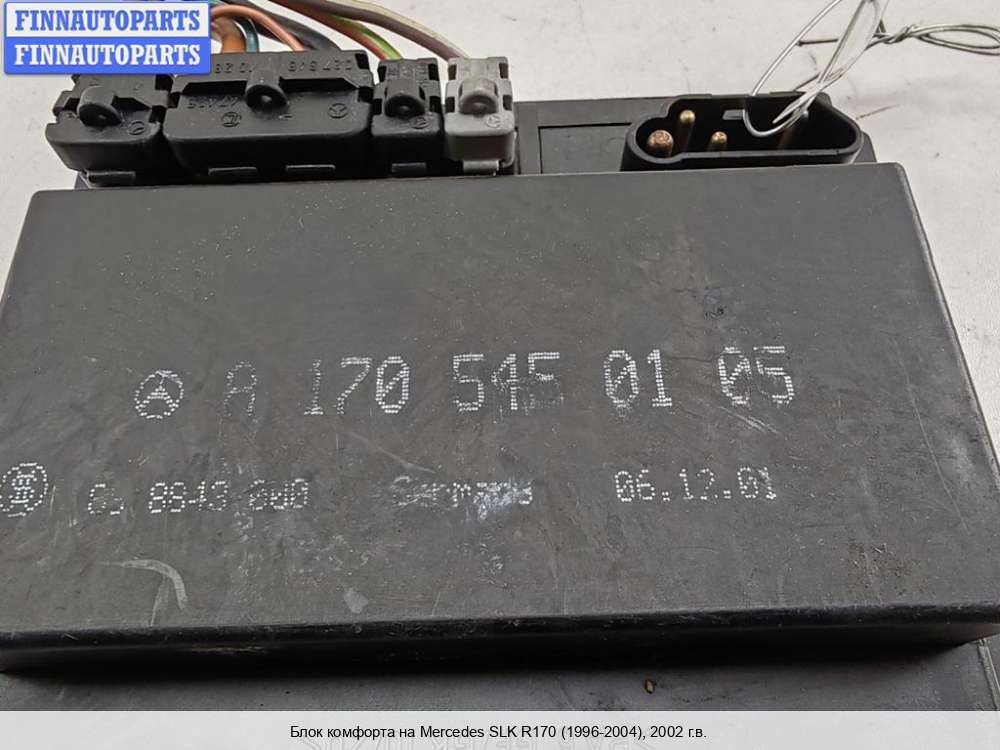 FINNAUTOPARTS
FINNAUTOPARTS
A 170 545 01 05
06.12.01
Блок комфорта на Mercedes SLK R170 (1996-2004), 2002 г.в.